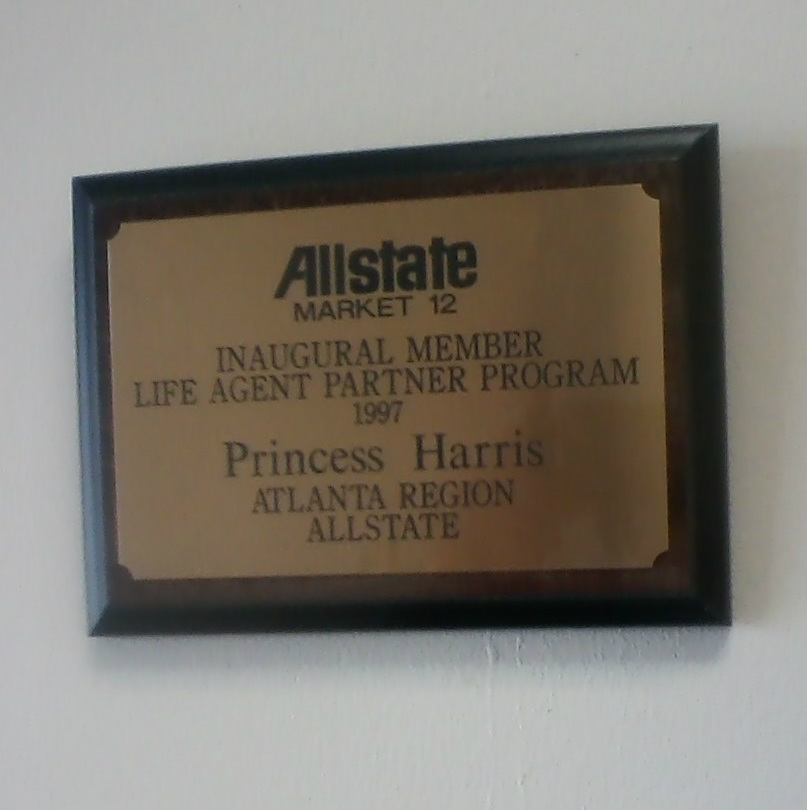 Allstate
MARKET 12
INAUGURAL MEMBER
LIFE AGENT PARTNER PROGRAM
1997
Princess Harris
ATLANTA REGION
ALLSTATE